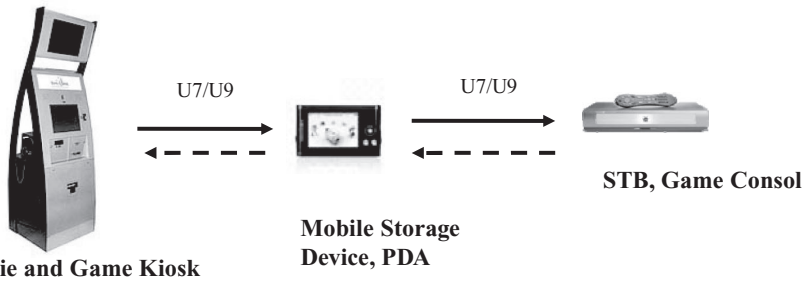 U7/U9
U7/U9
STB, Game Consol
Mobile Storage
Device, PDA
ie and Game Kiosk